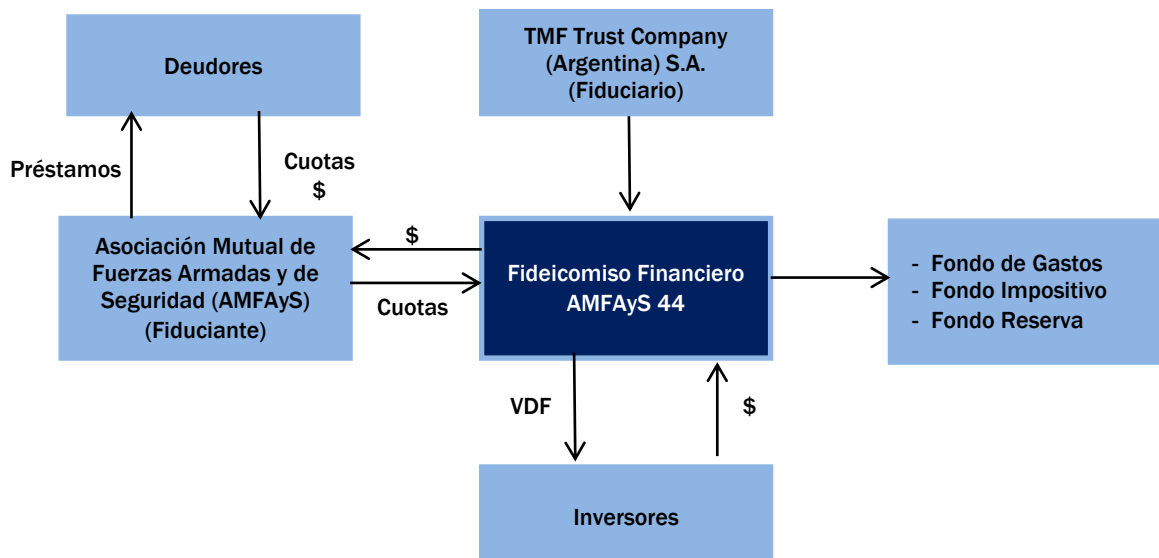 Deudores
TMF Trust Company
(Argentina) S.A.
(Fiduciario)
Préstamos
Cuotas
$
Asociación Mutual de
Fuerzas Armadas y de
Seguridad (AMFAyS)
(Fiduciante)
$
Cuotas
Fideicomiso Financiero
AMFAyS 44
- Fondo de Gastos
- Fondo Impositivo
- Fondo Reserva
VDF
$
Inversores